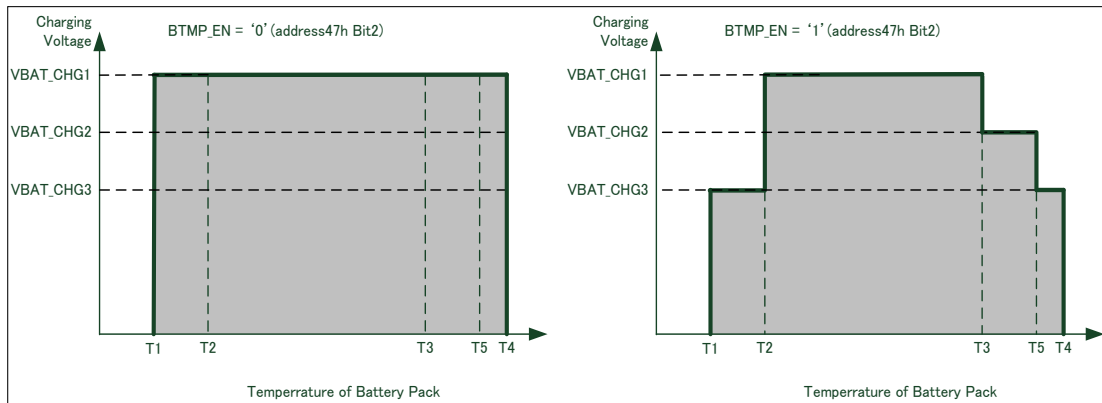 Charging
Voltage
BTMP_EN = ‘0’(address47h Bit2)
VBAT_CHG1
VBAT_CHG2
VBAT_CHG3
T1
T2
T3
T5
T4
Temperrature of Battery Pack
Charging
Voltage
BTMP_EN = ‘1’(address47h Bit2)
VBAT_CHG1
VBAT_CHG2
VBAT_CHG3
T1
T2
T3
T5
T4
Temperrature of Battery Pack